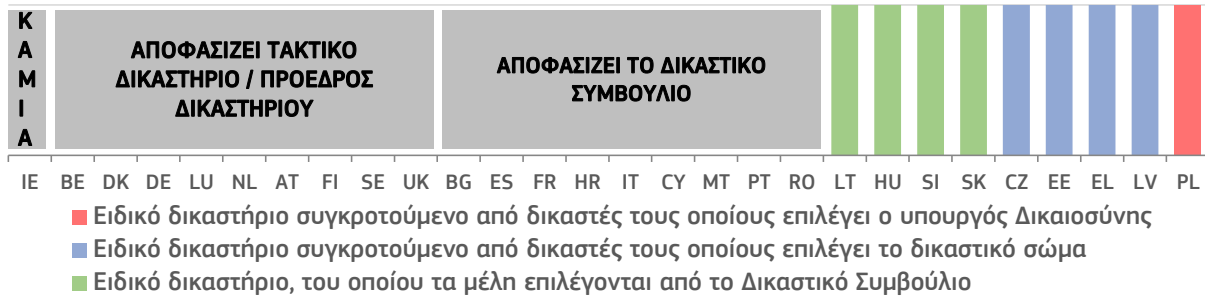 ΚΑΜΙΑ
ΑΠΟΦΑΣΙΖΕΙ ΤΑΚΤΙΚΟ
ΔΙΚΑΣΤΗΡΙΟ / ΠΡΟΕΔΡΟΣ
ΔΙΚΑΣΤΗΡΙΟΥ
ΑΠΟΦΑΣΙΖΕΙ ΤΟ ΔΙΚΑΣΤΙΚΟ
ΣΥΜΒΟΥΛΙΟ
IE BE DK DE LU NL AT FI SE UK BG ES FR HR IT CY MT PT RO LT HU SI SK CZ EE EL LV PL
Ειδικό δικαστήριο συγκροτούμενο από δικαστές τους οποίους επιλέγει ο υπουργός Δικαιοσύνης
Ειδικό δικαστήριο συγκροτούμενο από δικαστές τους οποίους επιλέγει το δικαστικό σώμα
Ειδικό δικαστήριο, του οποίου τα μέλη επιλέγονται από το Δικαστικό Συμβούλιο